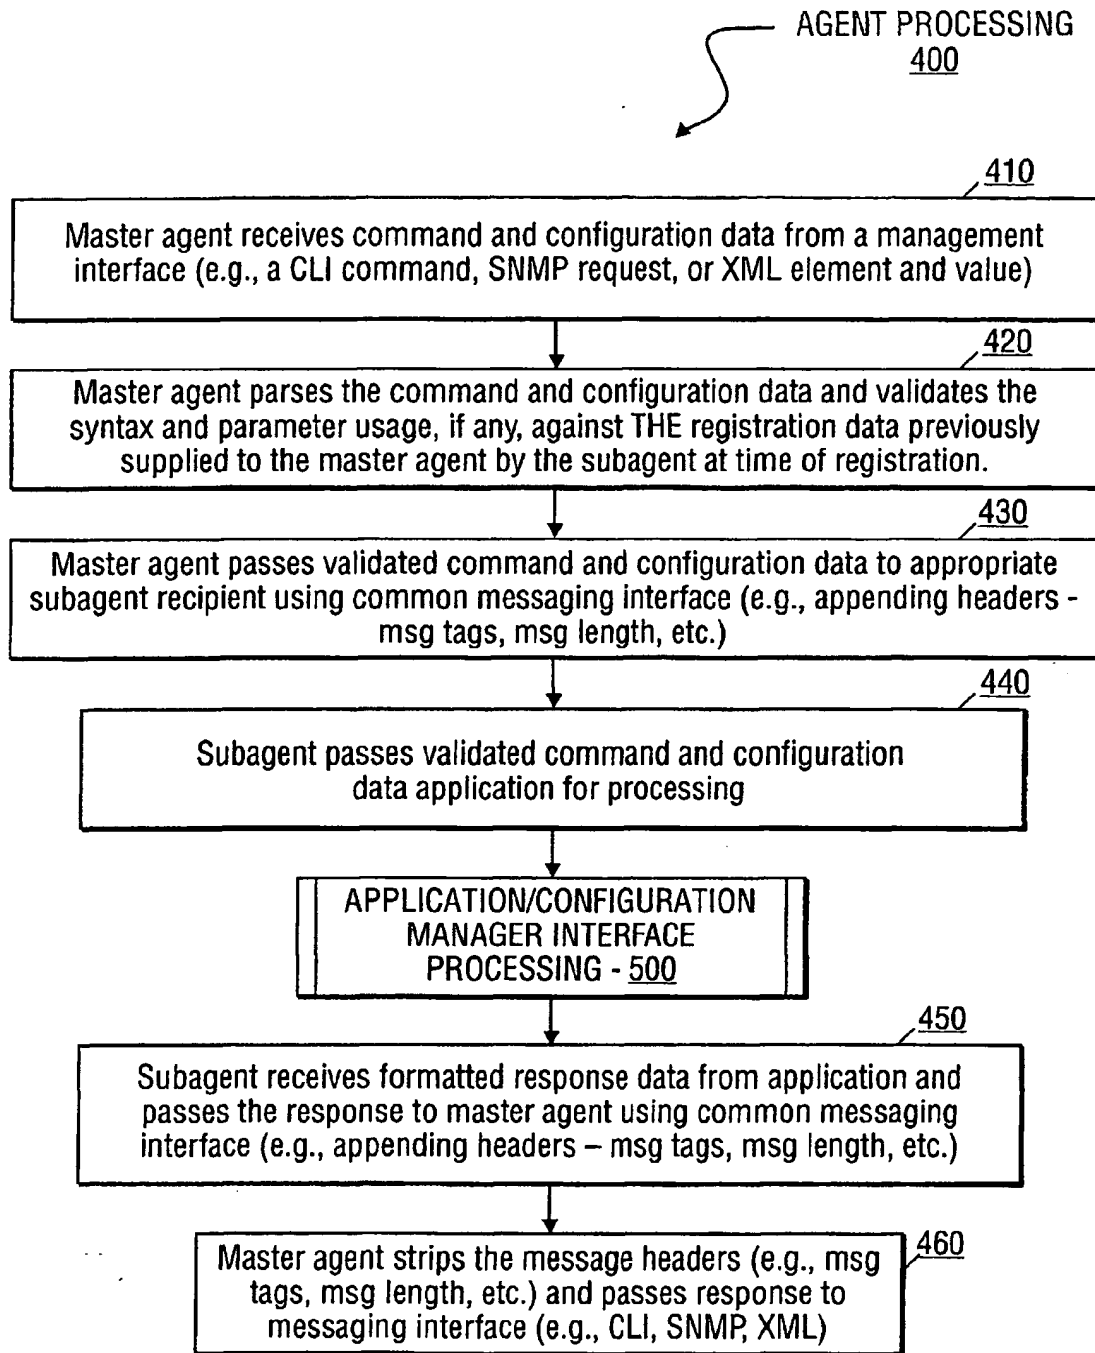 AGENT PROCESSING
400
410
Master agent receives command and configuration data from a management
interface (e.g., a CLI command, SNMP request, or XML element and value)
420
Master agent parses the command and configuration data and validates the
syntax and parameter usage, if any, against THE registration data previously
supplied to the master agent by the subagent at time of registration.
430
Master agent passes validated command and configuration data to appropriate
subagent recipient using common messaging interface (e.g., appending headers -
msg tags, msg length, etc.)
440
Subagent passes validated command and configuration
data application for processing
APPLICATION/CONFIGURATION
MANAGER INTERFACE
PROCESSING - 500
450
Subagent receives formatted response data from application and
passes the response to master agent using common messaging
interface (e.g., appending headers – msg tags, msg length, etc.)
460
Master agent strips the message headers (e.g., msg
tags, msg length, etc.) and passes response to
messaging interface (e.g., CLI, SNMP, XML)